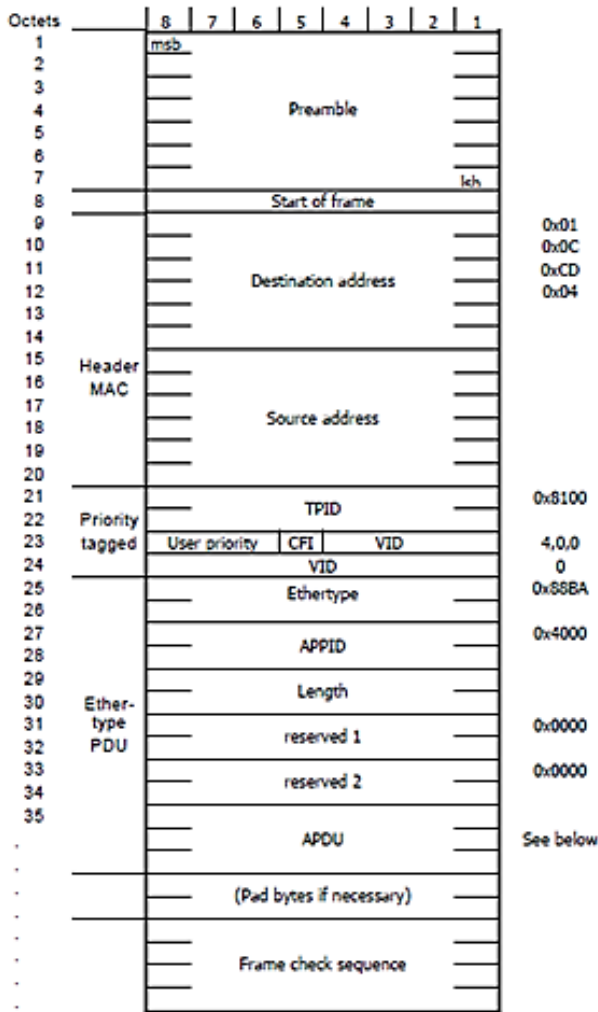 Octets 8 7 6 5 4 3 2 1
1 msb
2
3
4 Preamble
5
6
7
8 Start of frame
9 0x01
10 0x0C
11 Destination address 0xCD
12 0x04
13
14
15
Header
16
MAC
17
18 Source address
19
20
21 0x8100
TPID
22 Priority
23 tagged User priority CFI VID 4,0,0
24 VID 0
25 Ethertype 0x88BA
26
27 0x4000
APPID
28
29
Length
30 Ether-
31 type reserved 1 0x0000
32 PDU
33 0x0000
reserved 2
34
35
. APDU See below
.
.
. (Pad bytes if necessary)
.
.
. Frame check sequence
.
.